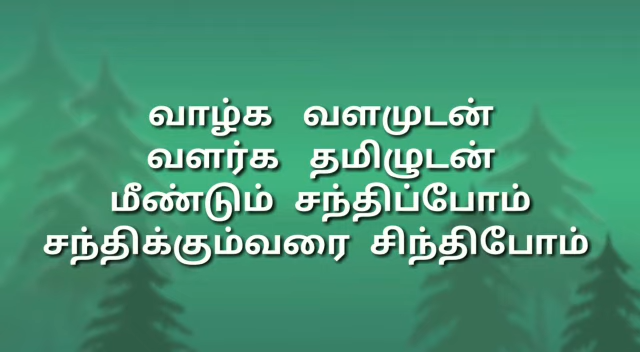 வாழ்க வளமுடன்
வளர்க தமிழுடன்
மீண்டும் சந்திப்போம்
சந்திக்கும்வரை சிந்திபோம்